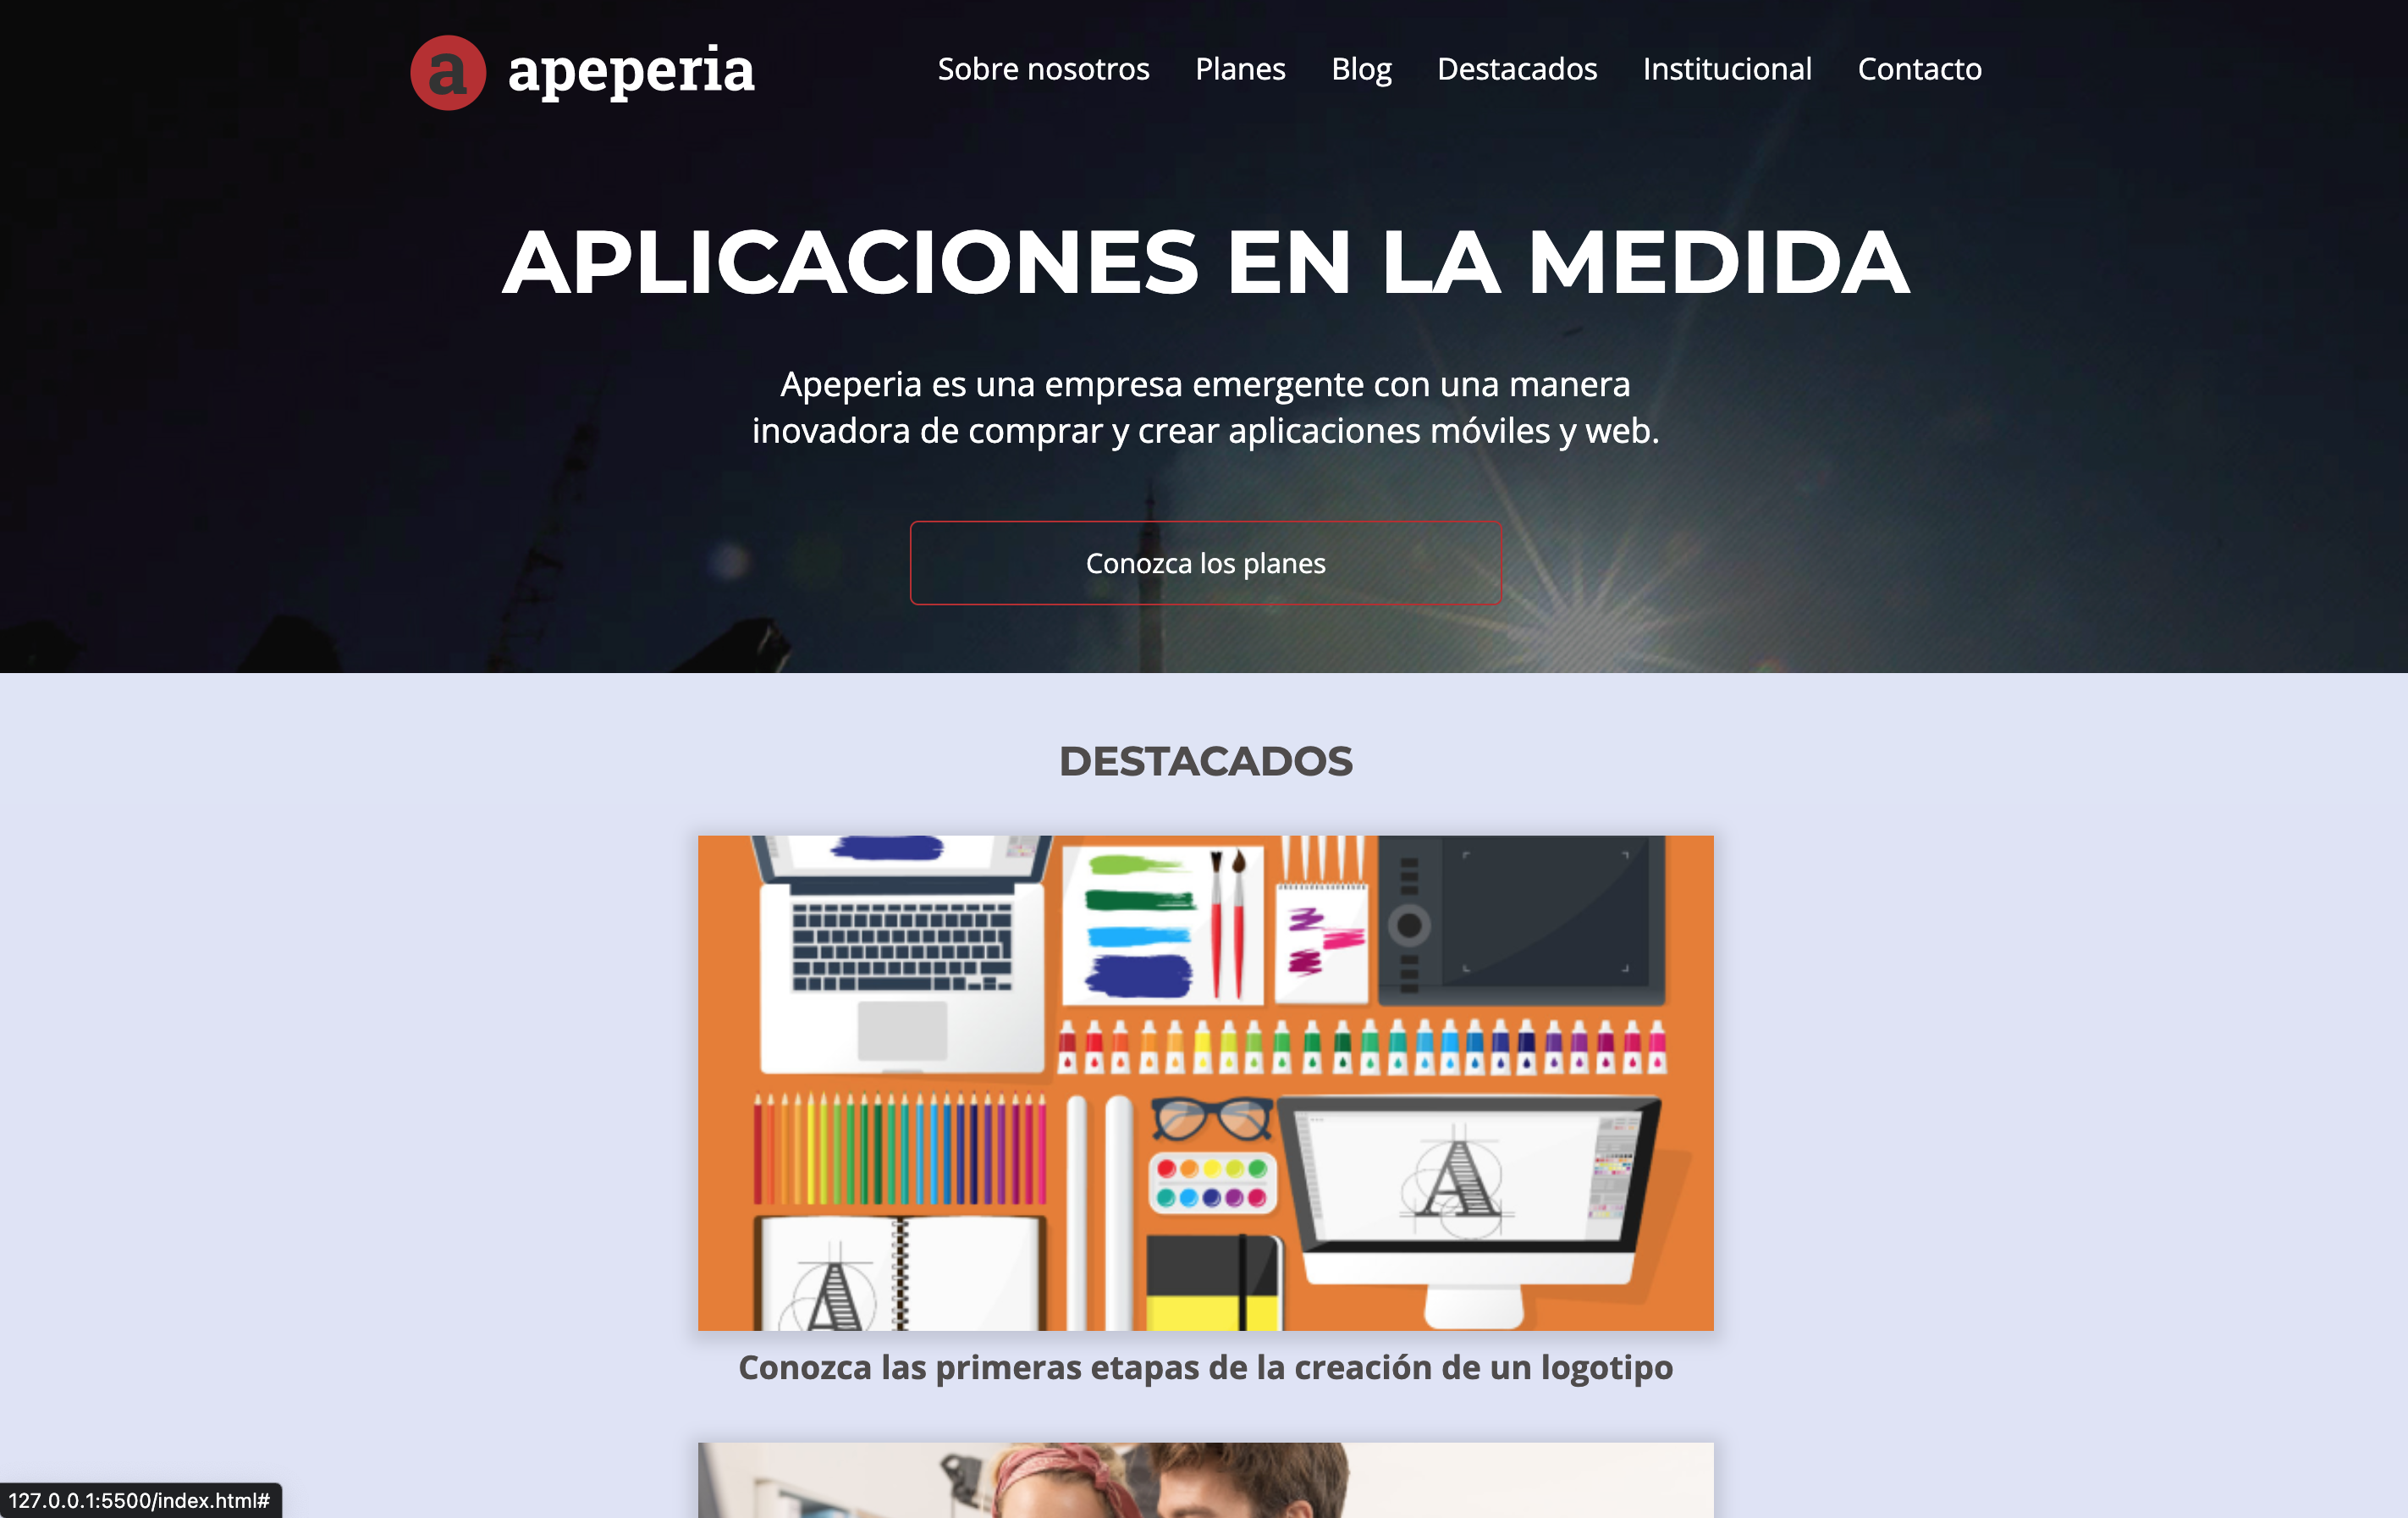 a apeperia
Sobre nosotros Planes Blog Destacados Institucional Contacto
APLICACIONES EN LA MEDIDA
Apeperia es una empresa emergente con una manera
inovadora de comprar y crear aplicaciones móviles y web.
Conozca los planes
DESTACADOS
A
A
Conozca las primeras etapas de la creación de un logotipo
127.0.0.1:5500/index.html#